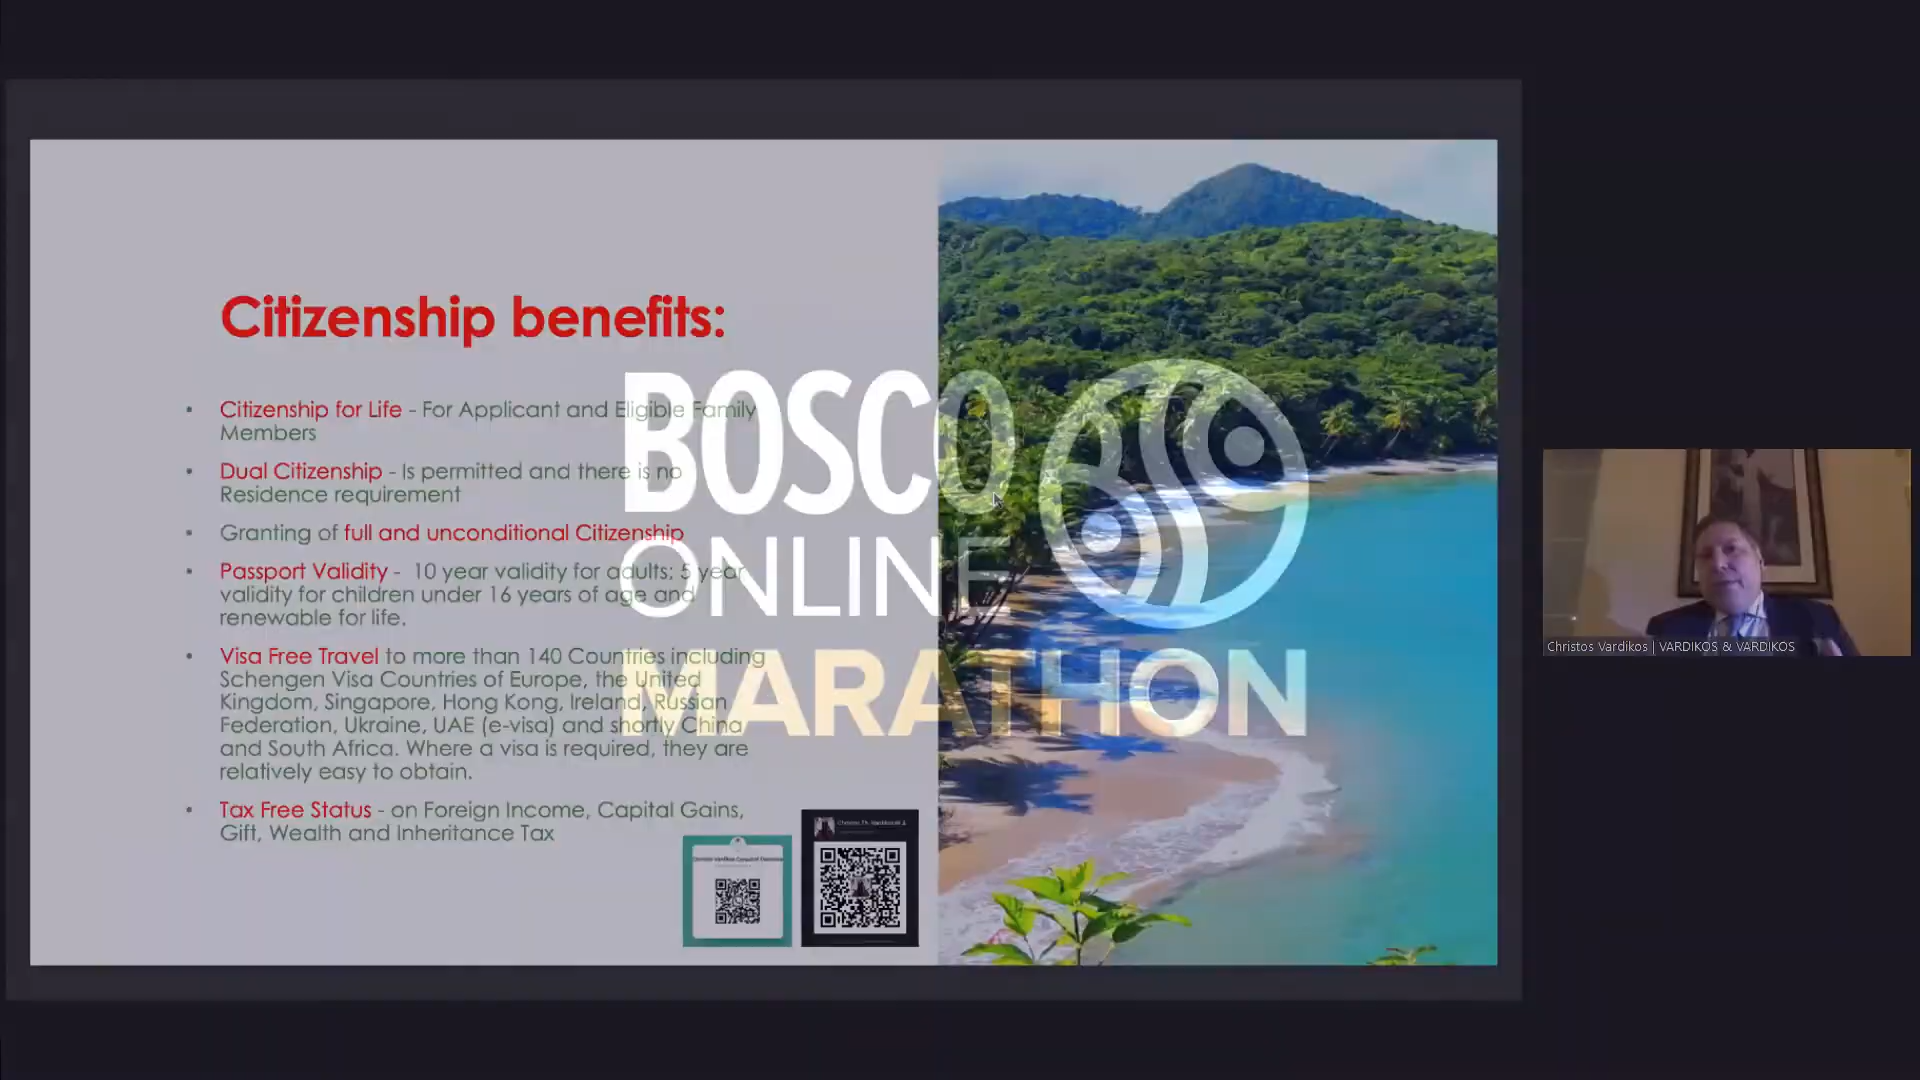 Citizenship benefits:
Citizenship for Life - For Applicant and Eligible Family
Members
Dual Citizenship - Is permitted and there is no
Residence requirement
Granting of full and unconditional Citizenship
Passport Validity - 10 year validity for adults; 5 year
validity for children under 16 years of age and
renewable for life.
Visa Free Travel to more than 140 Countries including
Schengen Visa Countries of Europe, the United
Kingdom, Singapore, Hong Kong, Ireland, Russian
Federation, Ukraine, UAE (e-visa) and shortly China
and South Africa. Where a visa is required, they are
relatively easy to obtain.
Tax Free Status - on Foreign Income, Capital Gains,
Gift, Wealth and Inheritance Tax
BOSCO
ONLINE
MARATHON
Christos Vardikos | VARDIKOS & VARDIKOS